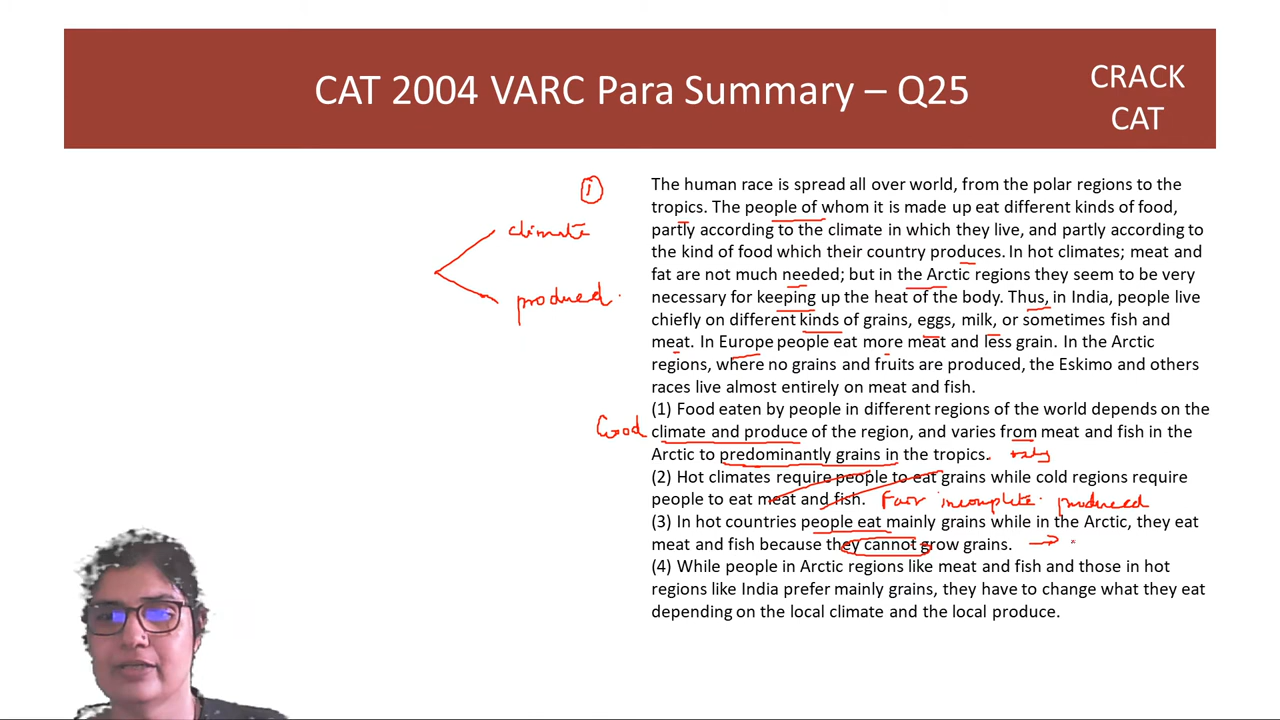 CAT 2004 VARC Para Summary – Q25
CRACK
CAT
①
climate
produced.
The human race is spread all over world, from the polar regions to the
tropics. The people of whom it is made up eat different kinds of food,
partly according to the climate in which they live, and partly according to
the kind of food which their country produces. In hot climates; meat and
fat are not much needed; but in the Arctic regions they seem to be very
necessary for keeping up the heat of the body. Thus, in India, people live
chiefly on different kinds of grains, eggs, milk, or sometimes fish and
meat. In Europe people eat more meat and less grain. In the Arctic
regions, where no grains and fruits are produced, the Eskimo and others
races live almost entirely on meat and fish.
(1) Food eaten by people in different regions of the world depends on the
Good climate and produce of the region, and varies from meat and fish in the
Arctic to predominantly grains in the tropics.
(2) Hot climates require people to eat grains while cold regions require
people to eat meat and fish. Fair incomplete. produced
(3) In hot countries people eat mainly grains while in the Arctic, they eat
meat and fish because they cannot grow grains.
(4) While people in Arctic regions like meat and fish and those in hot
regions like India prefer mainly grains, they have to change what they eat
depending on the local climate and the local produce.